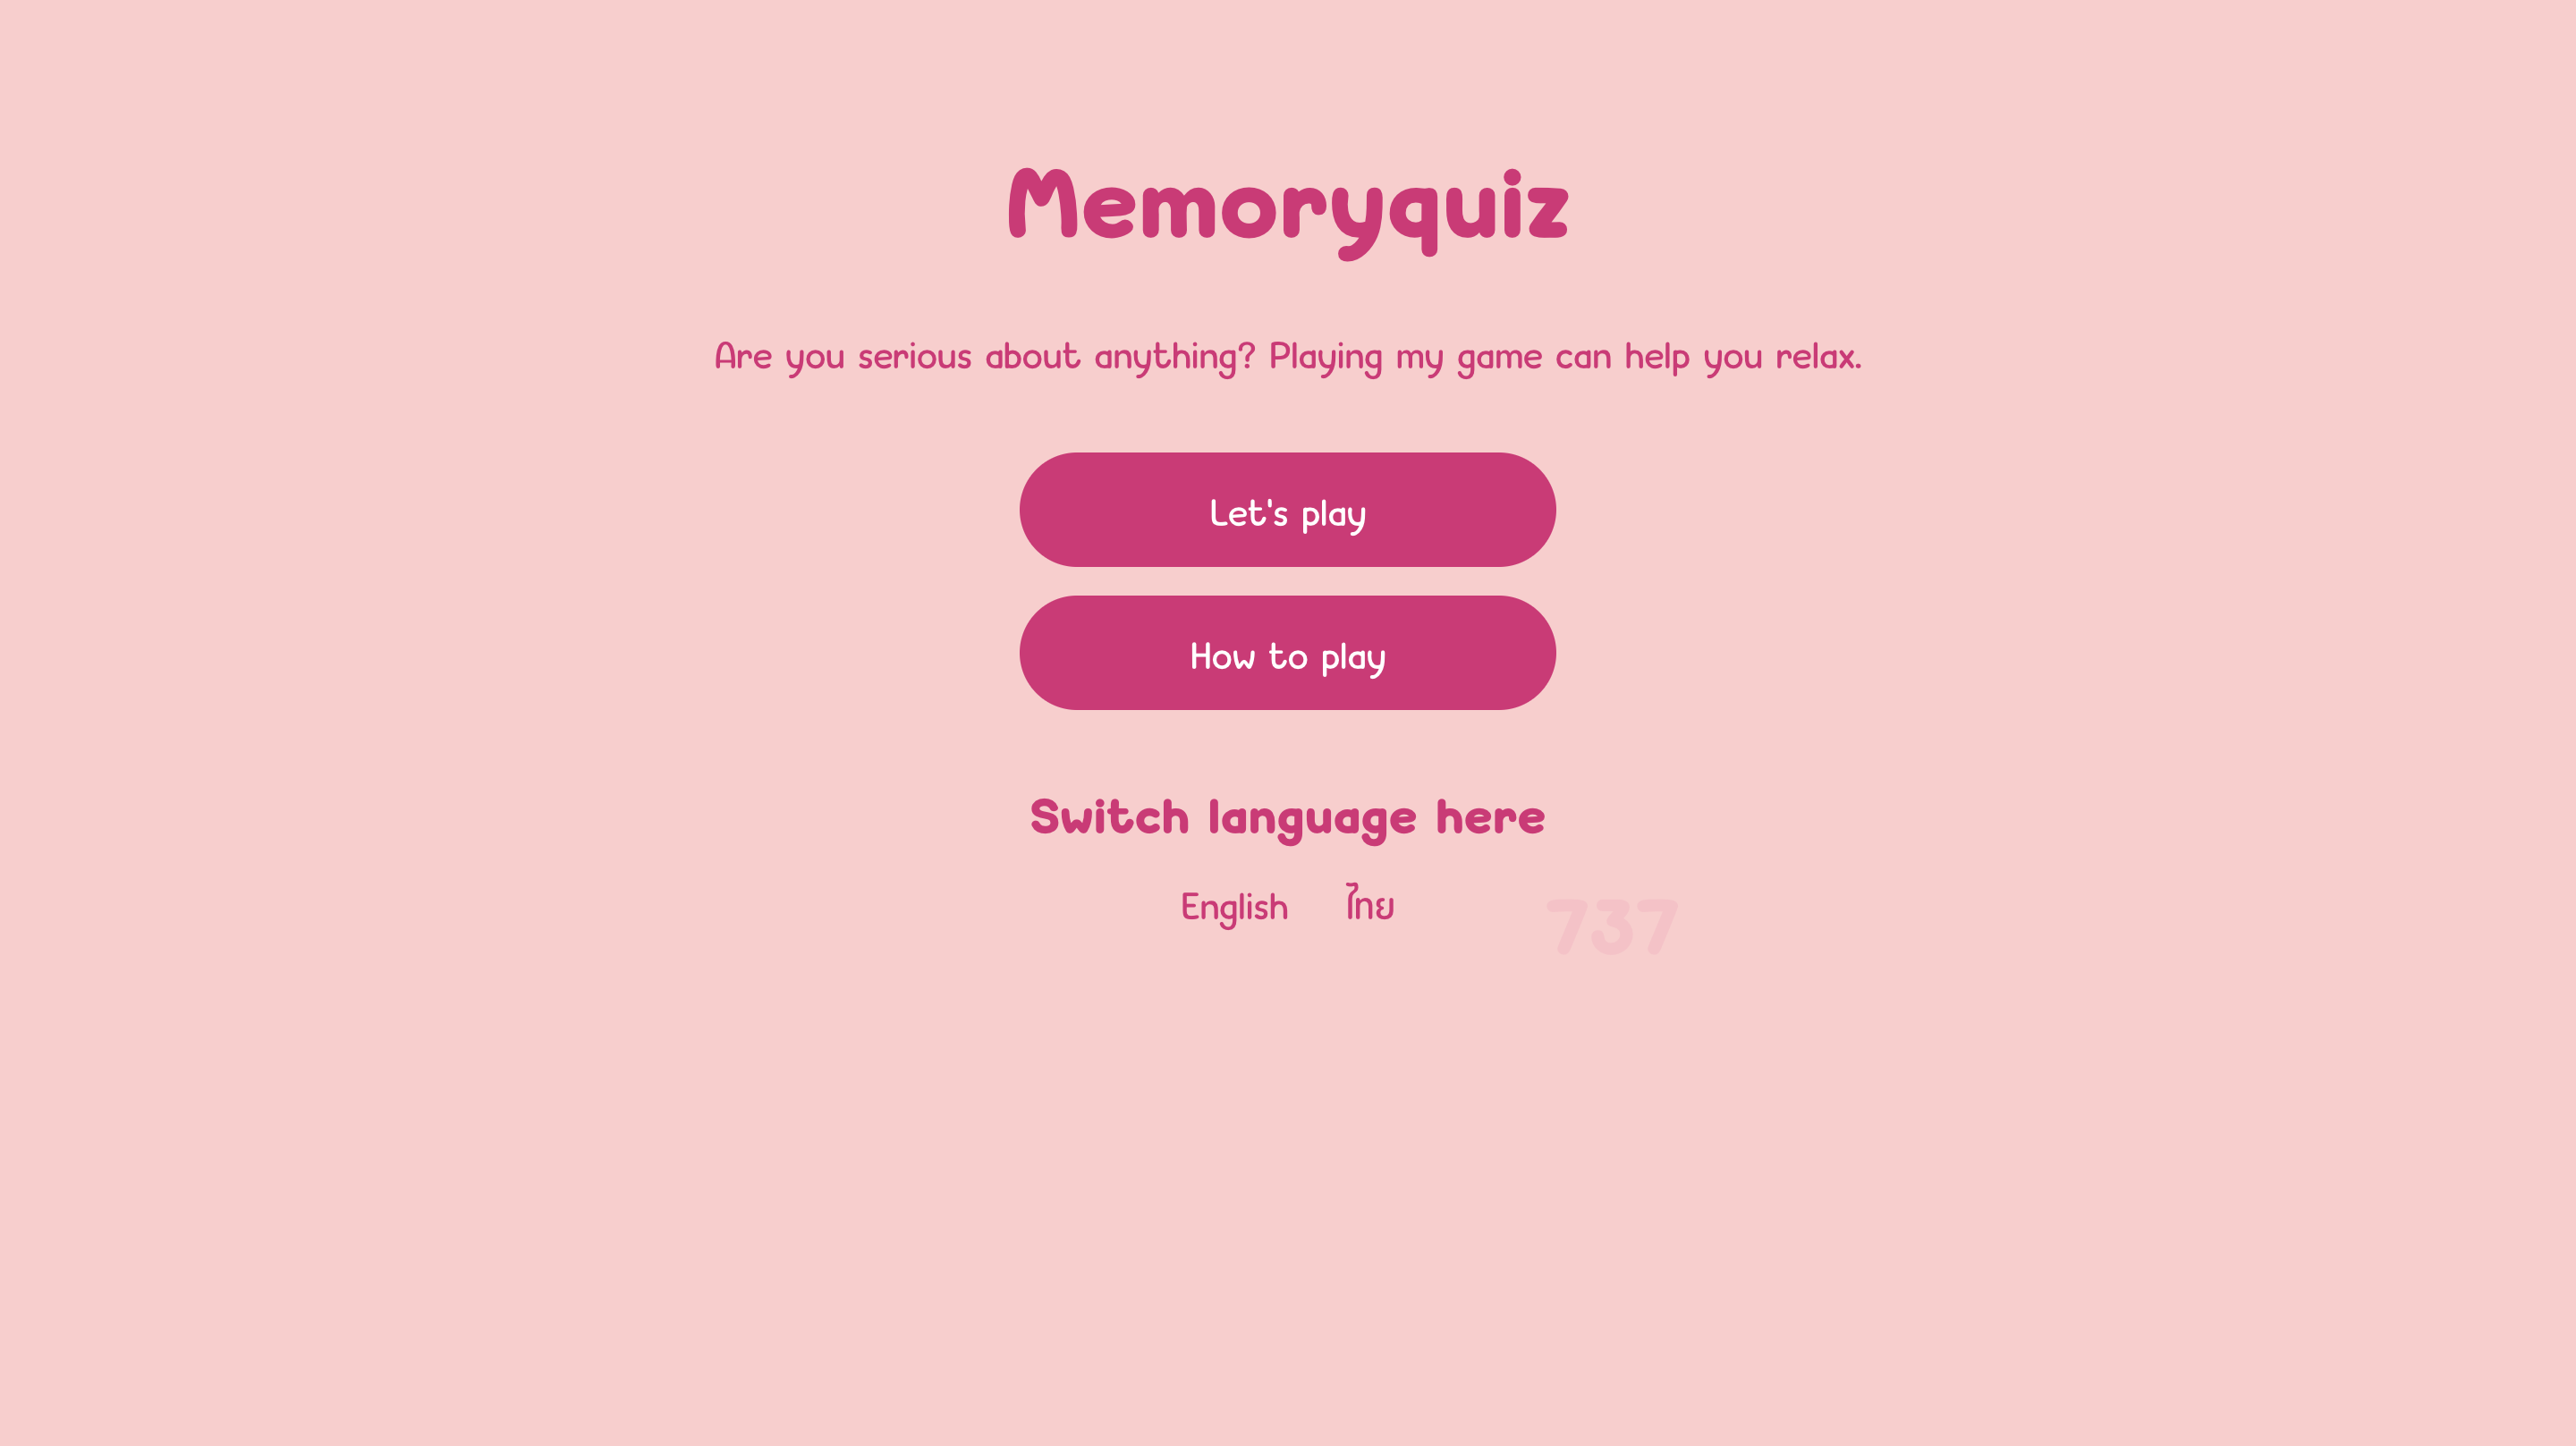 Memoryquiz
Are you serious about anything? Playing my game can help you relax.
Let's play
How to play
Switch language here
English ไทย
737